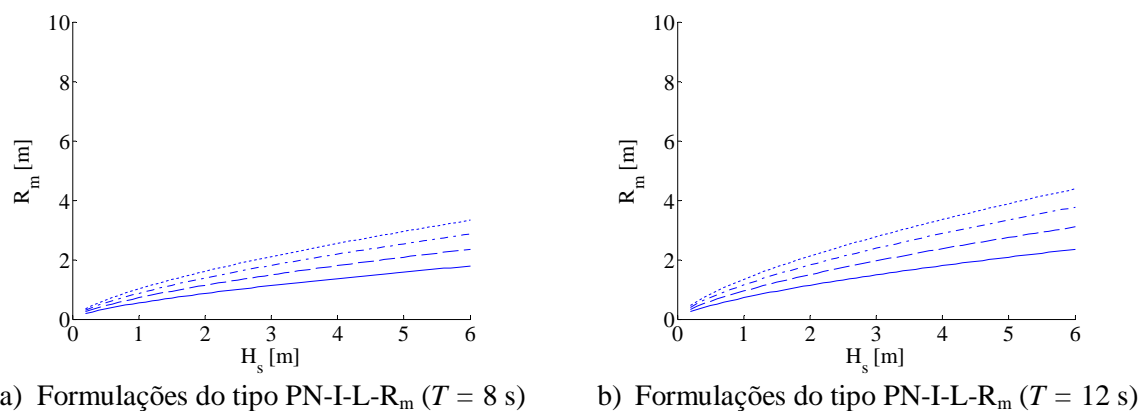 10
8
6
4
2
0
R_m [m]
0 1 2 3 4 5 6
H_s [m]
a) Formulações do tipo PN-I-L-R_m (T = 8 s)
10
8
6
4
2
0
R_m [m]
0 1 2 3 4 5 6
H_s [m]
b) Formulações do tipo PN-I-L-R_m (T = 12 s)